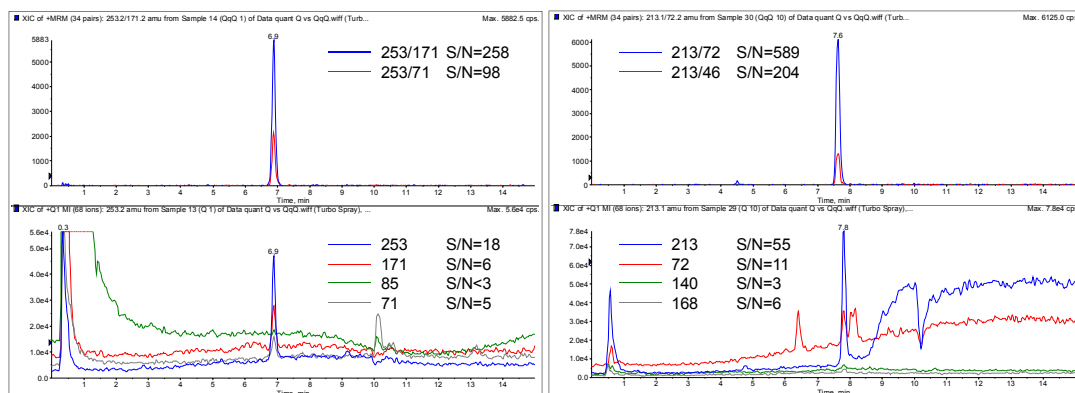 XIC of +MRM (34 pairs): 253.2/171.2 amu from Sample 14 (QqQ 1) of Data quant Q vs QqQ.wiff (Turb... Max. 5882.5 cps.
5883
5000
4000
3000
2000
1000
0
6.9
253/171 S/N=258
253/71 S/N=98
1 2 3 4 5 6 7 8 9 10 11 12 13 14
Time, min
XIC of +Q1 MI (68 ions): 253.2 amu from Sample 13 (Q 1) of Data quant Q vs QqQ.wiff (Turbo Spray), ... Max. 5.6e4 cps.
5.6e4
5.0e4
4.0e4
3.0e4
2.0e4
1.0e4
0.0
0.3
6.9
253 S/N=18
171 S/N=6
85 S/N<3
71 S/N=5
1 2 3 4 5 6 7 8 9 10 11 12 13 14
Time, min
XIC of +MRM (34 pairs): 213.1/72.2 amu from Sample 30 (QqQ 10) of Data quant Q vs QqQ.wiff (Turb... Max. 6125.0 cps
6000
5000
4000
3000
2000
1000
0
7.6
213/72 S/N=589
213/46 S/N=204
1 2 3 4 5 6 7 8 9 10 11 12 13 14
Time, min
XIC of +Q1 MI (68 ions): 213.1 amu from Sample 29 (Q 10) of Data quant Q vs QqQ.wiff (Turbo Spray),... Max. 7.8e4 cps
7.8e4
7.0e4
6.0e4
5.0e4
4.0e4
3.0e4
2.0e4
1.0e4
0.0
7.8
213 S/N=55
72 S/N=11
140 S/N=3
168 S/N=6
1 2 3 4 5 6 7 8 9 10 11 12 13 14
Time, min